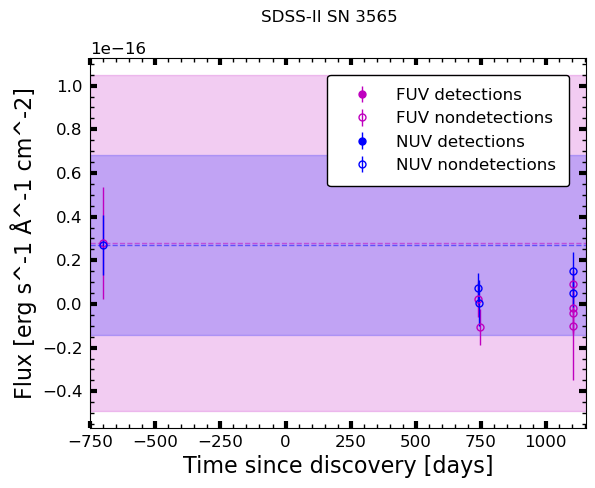 SDSS-II SN 3565
1e−16
1.0
0.8
0.6
0.4
0.2
0.0
−0.2
−0.4
Flux [erg s^-1 Å^-1 cm^-2]
FUV detections
FUV nondetections
NUV detections
NUV nondetections
−750 −500 −250 0 250 500 750 1000
Time since discovery [days]